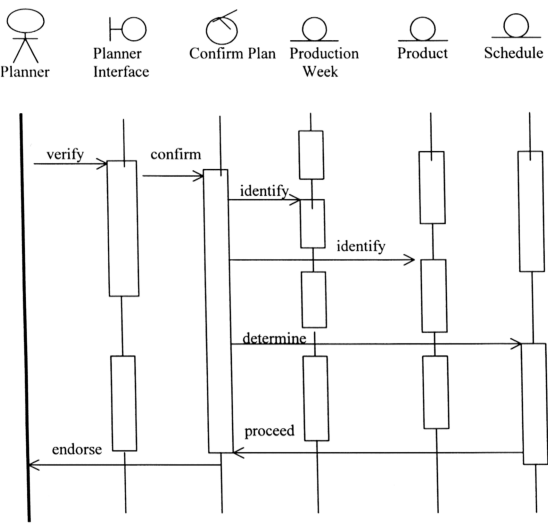 Planner
Planner
Interface
Confirm Plan
Production
Week
Product
Schedule
verify
confirm
identify
identify
determine
proceed
endorse